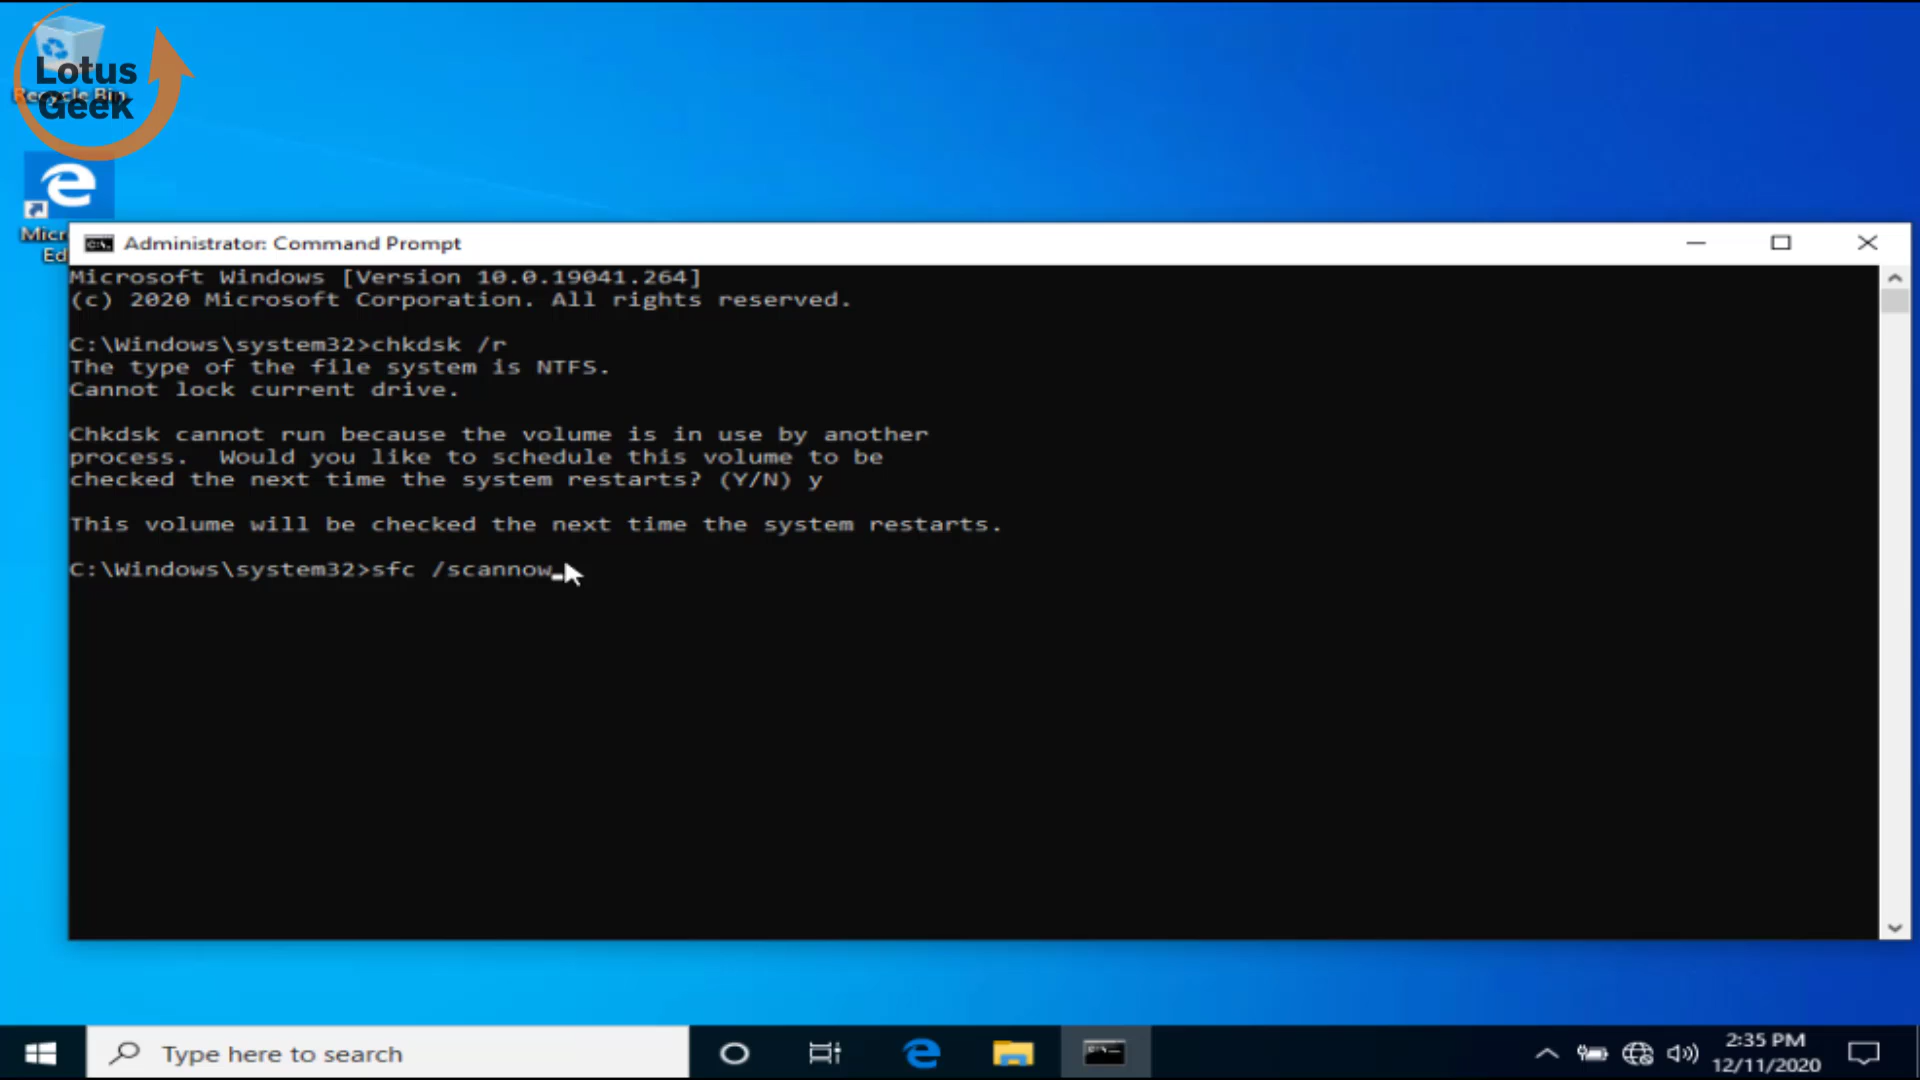 Lotus
Geek
Recycle Bin
Micr
Ed
Administrator: Command Prompt
Microsoft Windows [Version 10.0.19041.264]
(c) 2020 Microsoft Corporation. All rights reserved.
C:\Windows\system32>chkdsk /r
The type of the file system is NTFS.
Cannot lock current drive.
Chkdsk cannot run because the volume is in use by another
process.  Would you like to schedule this volume to be
checked the next time the system restarts? (Y/N) y
This volume will be checked the next time the system restarts.
C:\Windows\system32>sfc /scannow
Type here to search
2:35 PM
12/11/2020